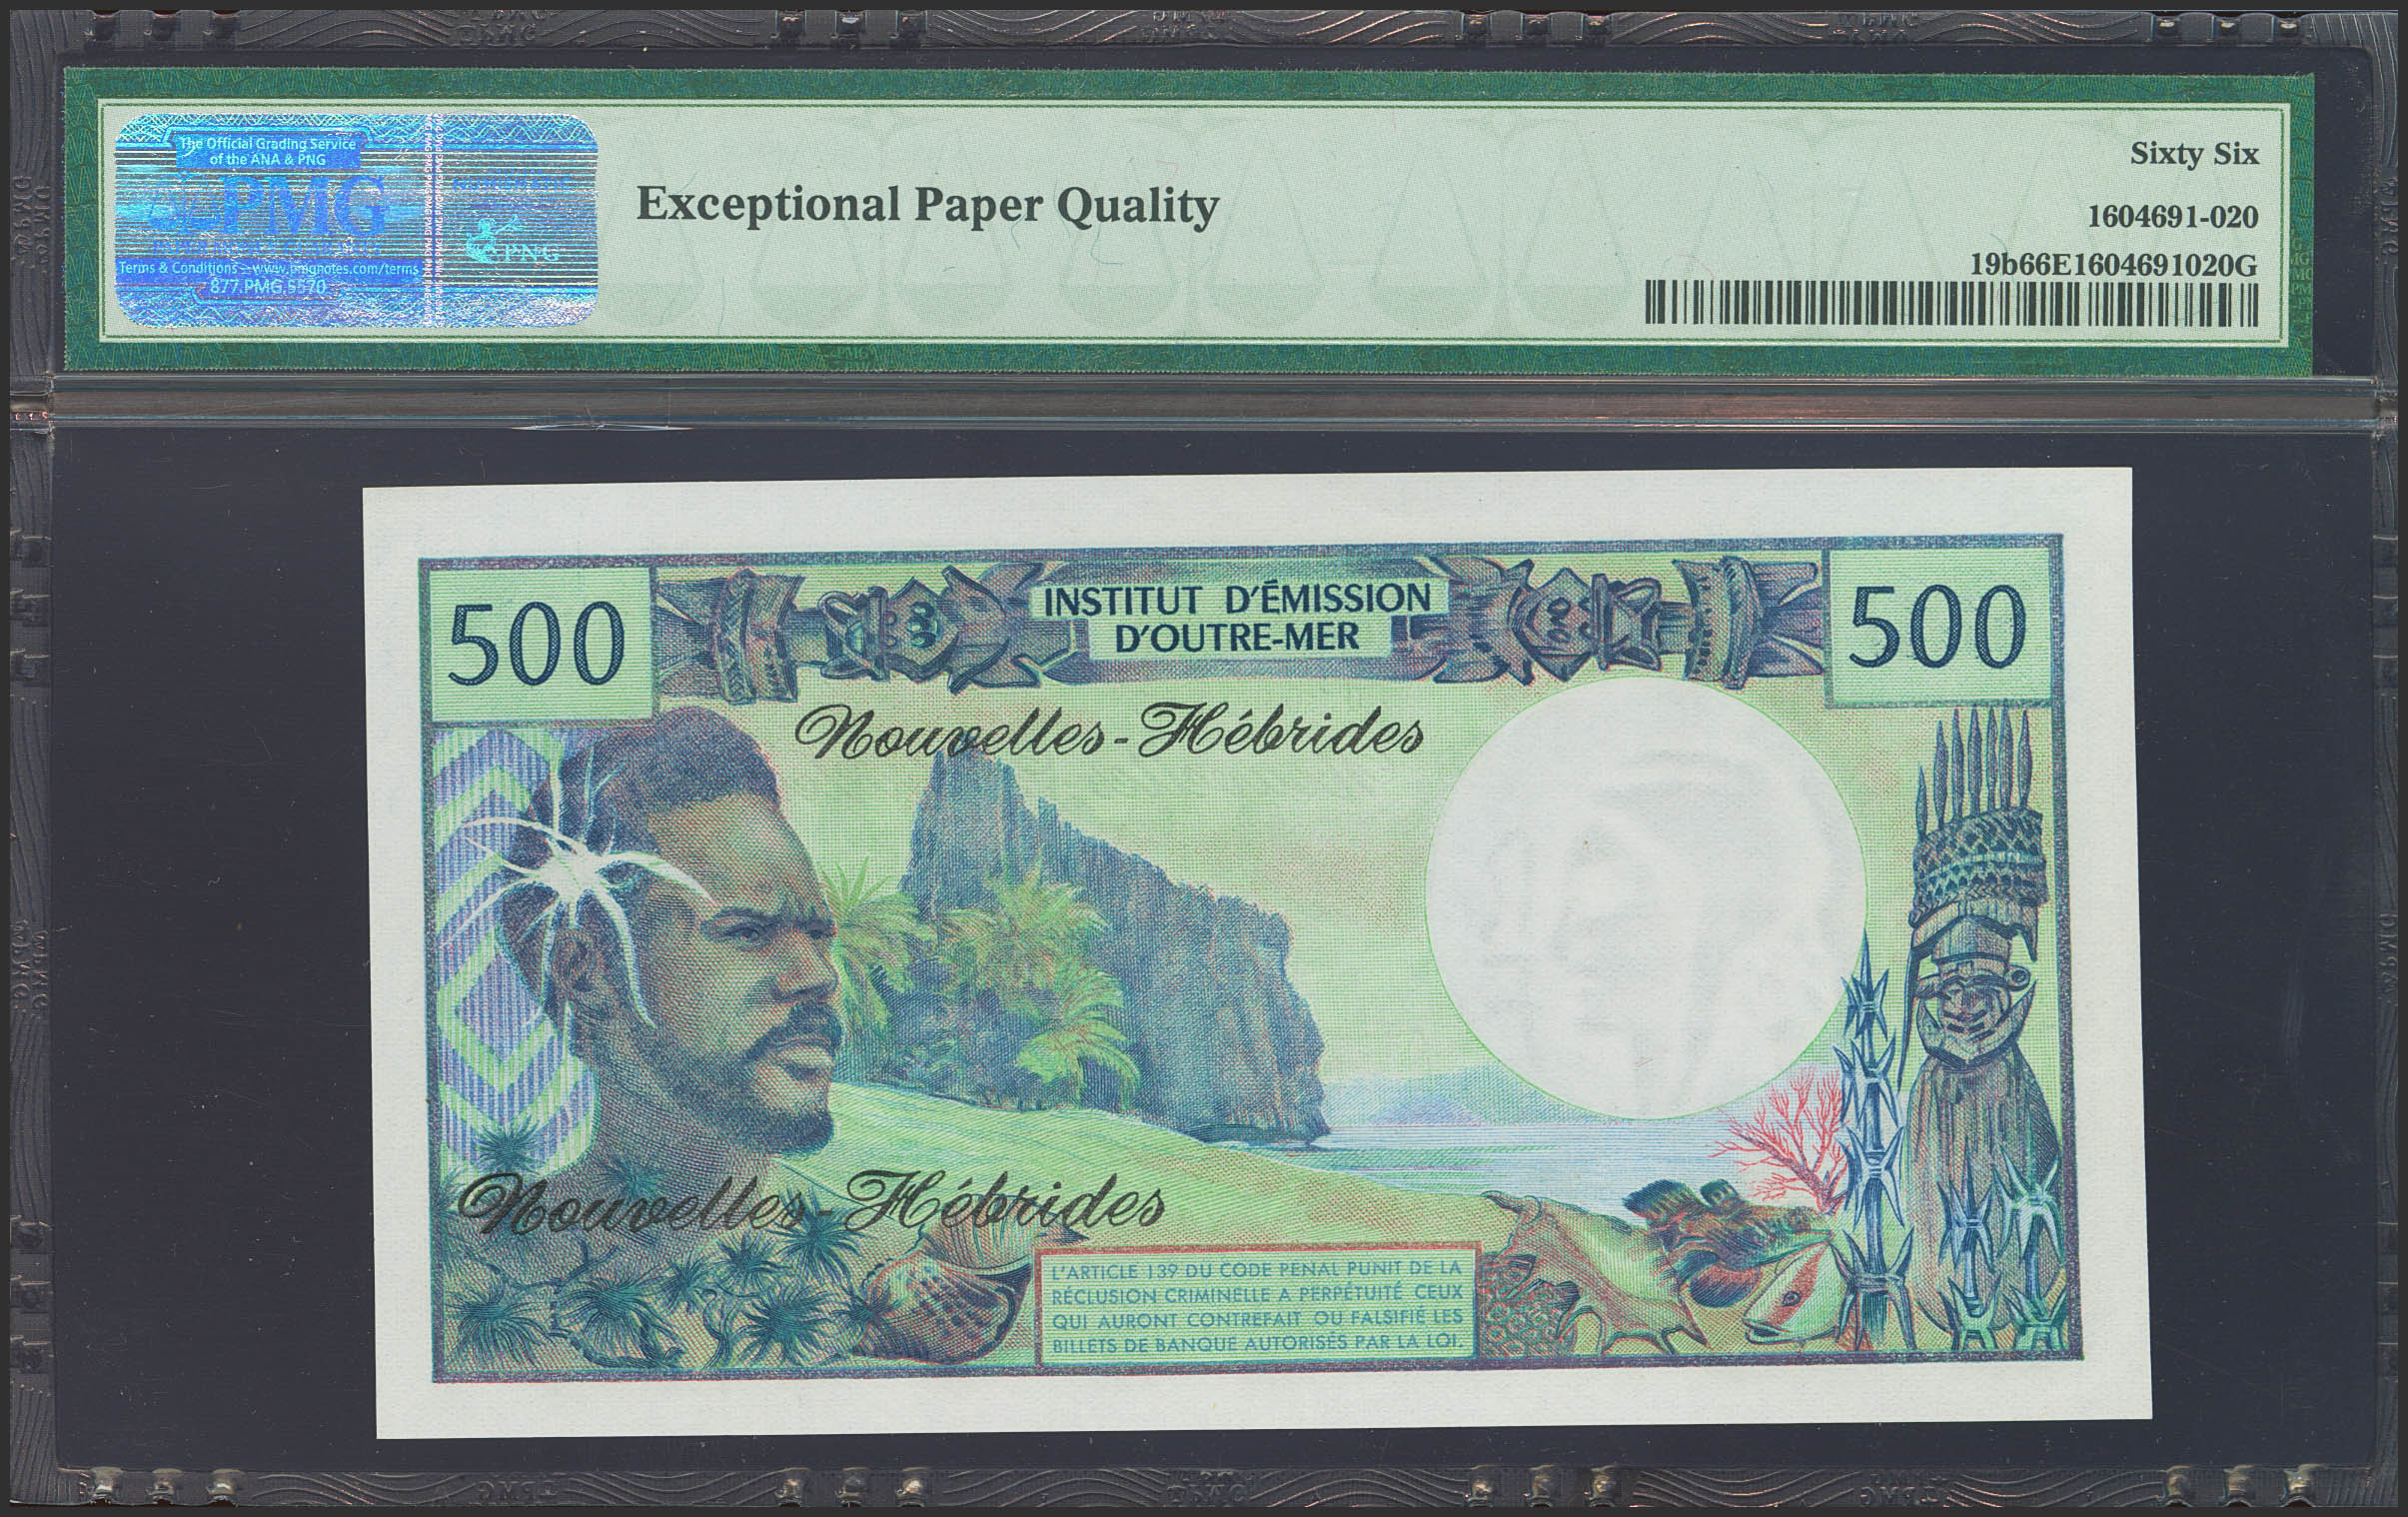 The Official Grading Service
of the ANA & PNG
PMG
Terms & Conditions - www.pmgnotes.com/terms
877.PMG.5570
PNG
Exceptional Paper Quality
Sixty Six
1604691-020
19b66E1604691020G
500
INSTITUT D'ÉMISSION
D'OUTRE-MER
500
Nouvelles-Hébrides
Nouvelles-Hébrides
L'ARTICLE 139 DU CODE PENAL PUNIT DE LA
RÉCLUSION CRIMINELLE A PERPÉTUITÉ CEUX
QUI AURONT CONTREFAIT OU FALSIFIÉ LES
BILLETS DE BANQUE AUTORISÉS PAR LA LOI.